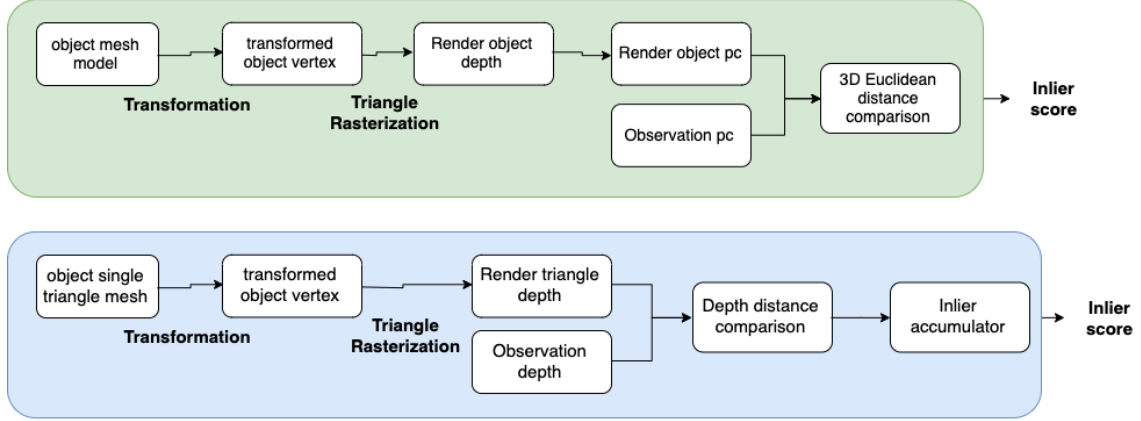 object mesh
model
transformed
object vertex
Render object
depth
Render object pc
Observation pc
3D Euclidean
distance
comparison
Transformation
Triangle
Rasterization
Inlier
score
object single
triangle mesh
transformed
object vertex
Render triangle
depth
Observation
depth
Depth distance
comparison
Inlier
accumulator
Transformation
Triangle
Rasterization
Inlier
score